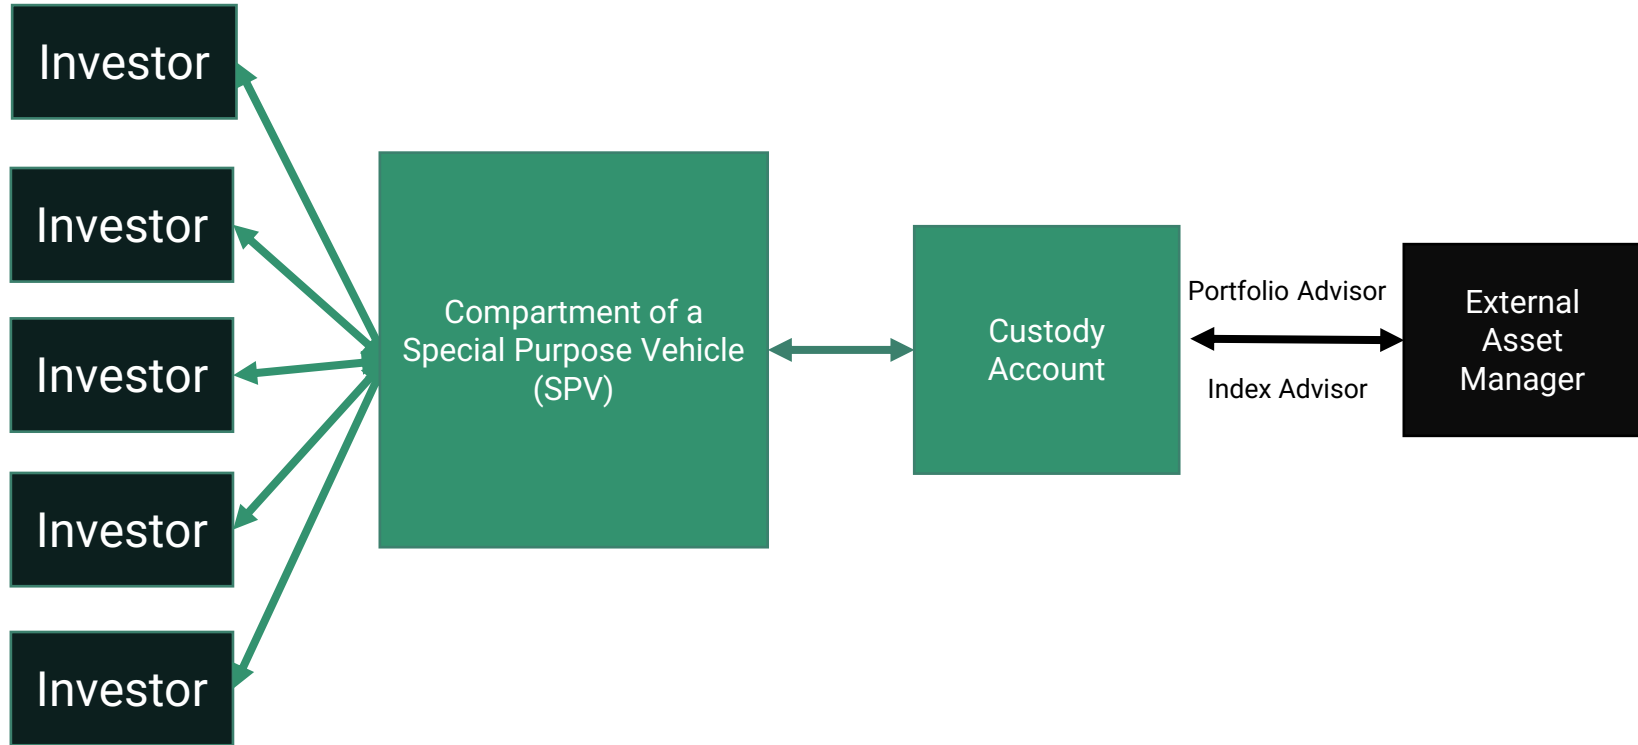 Investor
Investor
Investor
Investor
Investor
Compartment of a
Special Purpose Vehicle
(SPV)
Custody
Account
Portfolio Advisor
Index Advisor
External
Asset
Manager